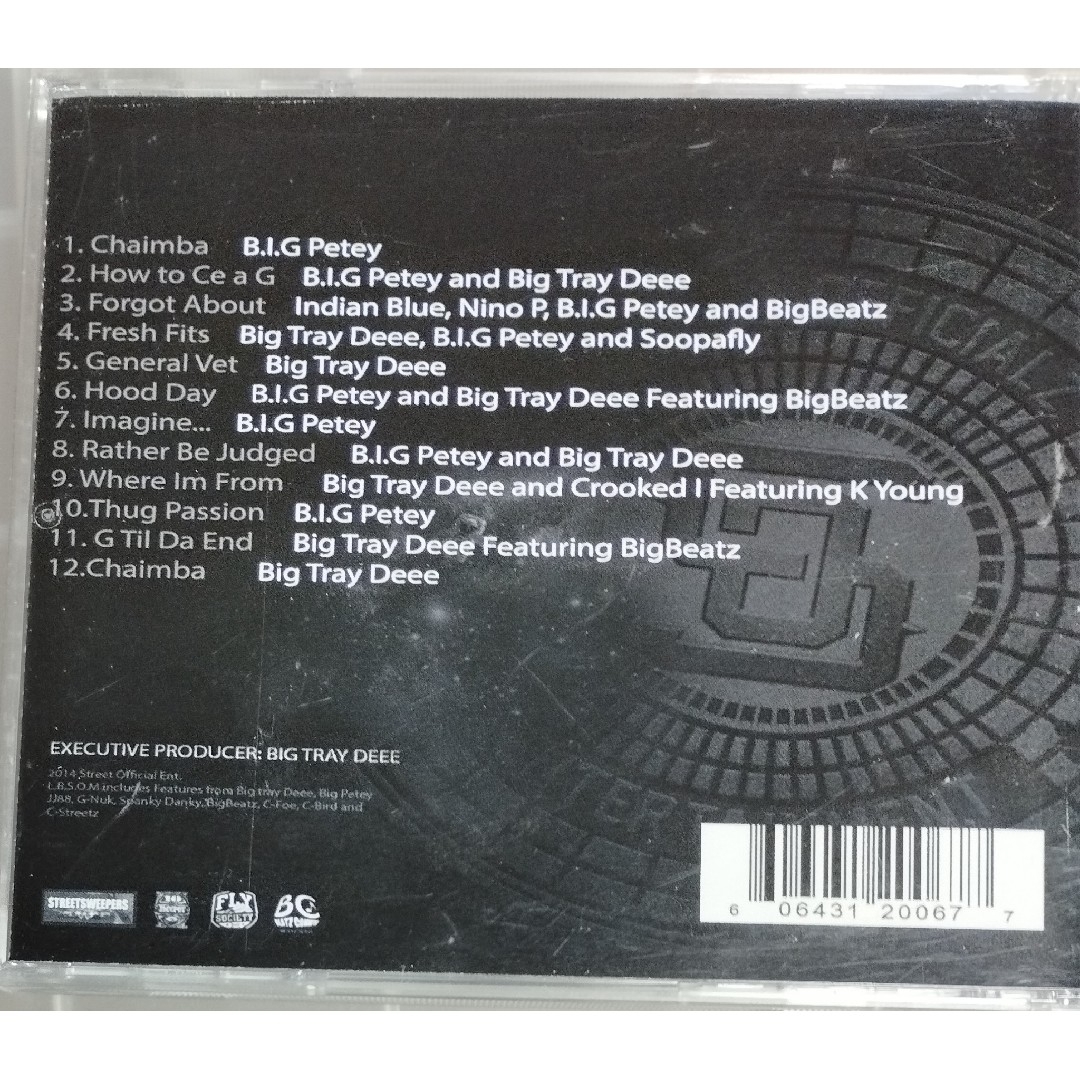 1. Chaimba B.I.G Petey
2. How to Ce a G B.I.G Petey and Big Tray Deee
3. Forgot About Indian Blue, Nino P, B.I.G Petey and BigBeatz
4. Fresh Fits Big Tray Deee, B.I.G Petey and Soopafly
5. General Vet Big Tray Deee
6. Hood Day B.I.G Petey and Big Tray Deee Featuring BigBeatz
7. Imagine... B.I.G Petey
8. Rather Be Judged B.I.G Petey and Big Tray Deee
9. Where Im From Big Tray Deee and Crooked I Featuring K Young
10.Thug Passion B.I.G Petey
11. G Til Da End Big Tray Deee Featuring BigBeatz
12.Chaimba Big Tray Deee
EXECUTIVE PRODUCER: BIG TRAY DEEE
2014 Street Official Ent.
L.B.S.O.M includes Features from Big tray Deee, Big Petey
JJ88, G-Nuk, Spanky Danky, BigBeatz, C-Foe, C-Bird and
C-Streetz
STREETSWEEPERS
FLY
SOCIETY
BC
6 06431 20067 7